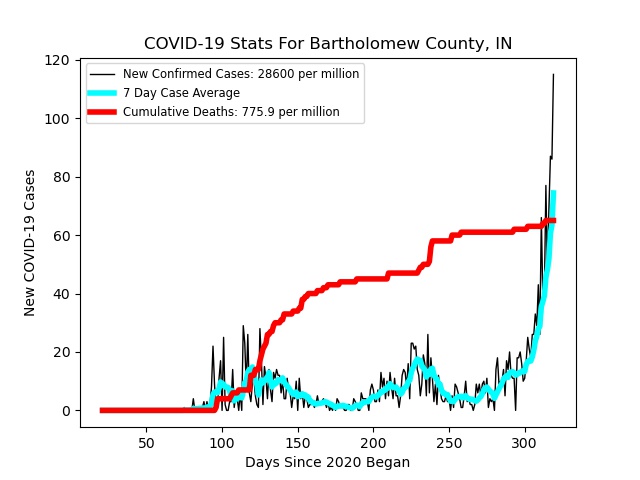 COVID-19 Stats For Bartholomew County, IN
New Confirmed Cases: 28600 per million
7 Day Case Average
Cumulative Deaths: 775.9 per million
New COVID-19 Cases
120
100
80
60
40
20
0
50 100 150 200 250 300
Days Since 2020 Began